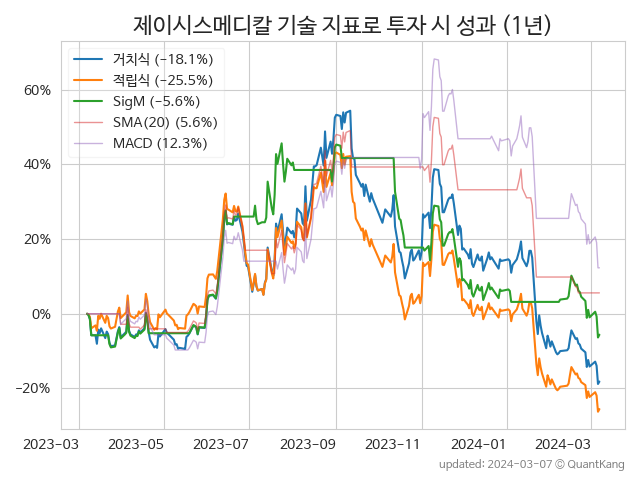 제이시스메디칼 기술 지표로 투자 시 성과 (1년)
거치식 (−18.1%)
적립식 (−25.5%)
SigM (−5.6%)
SMA(20) (5.6%)
MACD (12.3%)
60%
40%
20%
0%
−20%
2023-03 2023-05 2023-07 2023-09 2023-11 2024-01 2024-03
updated: 2024-03-07 © QuantKang